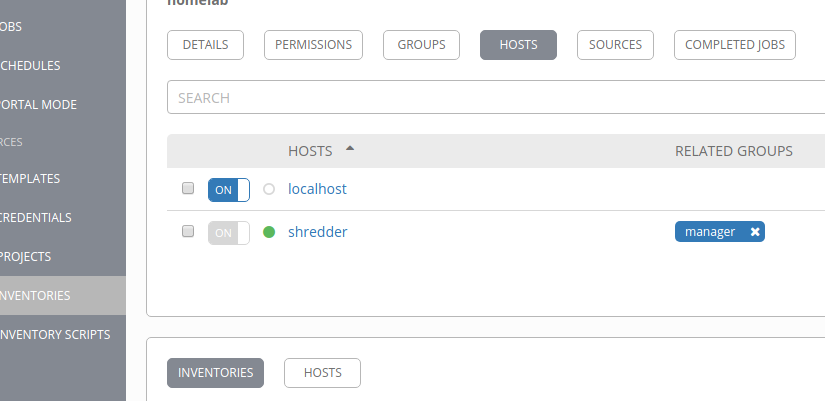 homelab
OBS
CHEDULES
PORTAL MODE
RCES
TEMPLATES
CREDENTIALS
PROJECTS
NVENTORIES
NVENTORY SCRIPTS
DETAILS PERMISSIONS GROUPS HOSTS SOURCES COMPLETED JOBS
SEARCH
HOSTS RELATED GROUPS
ON localhost
ON shredder manager ✖
INVENTORIES HOSTS